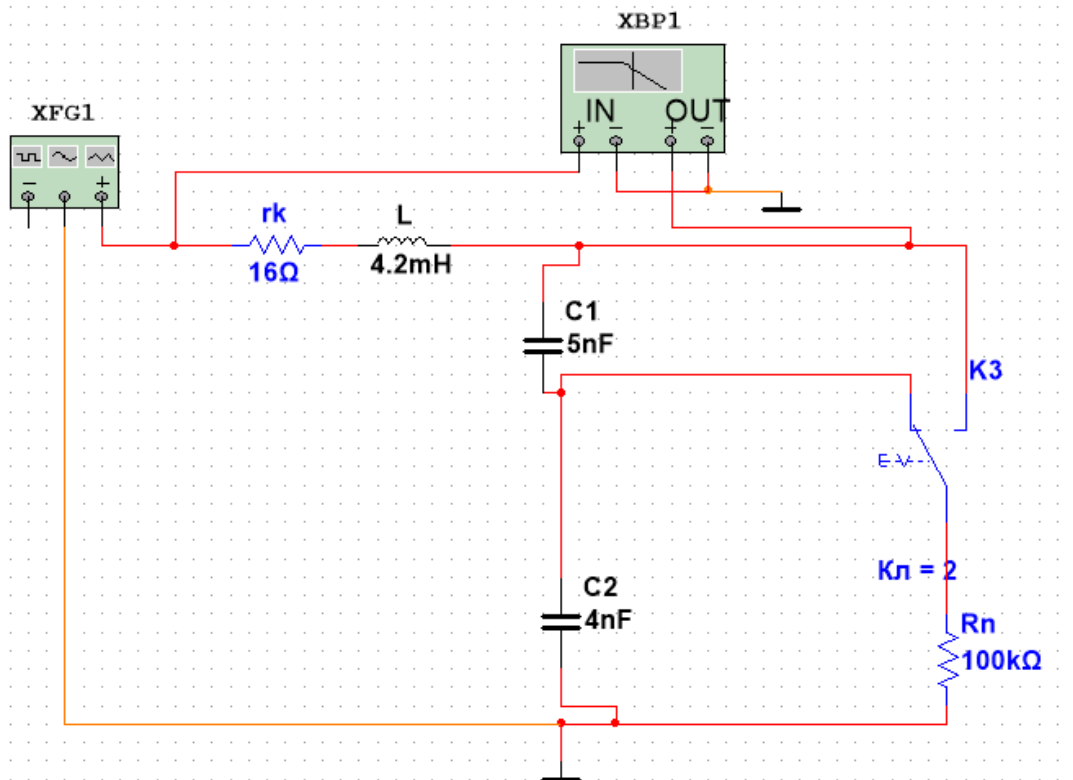 XBP1
IN OUT
+ − + −
XFG1
− +
rk
16Ω
L
4.2mH
C1
5nF
K3
E
Кл = 2
C2
4nF
Rn
100kΩ